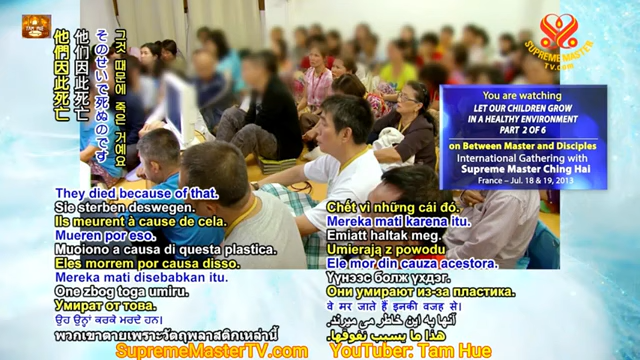 SUPREME MASTER
TV.COM
他們因此死亡
他们因此死亡
そのせいで死ぬのです
그것 때문에 죽은 거예요
You are watching
LET OUR CHILDREN GROW
IN A HEALTHY ENVIRONMENT
PART 2 OF 6
on Between Master and Disciples
International Gathering with
Supreme Master Ching Hai
France – Jul. 18 & 19, 2013
They died because of that.
Sie sterben deswegen.
Ils meurent à cause de cela.
Mueren por eso.
Muoiono a causa di questa plastica.
Eles morrem por causa disso.
Mereka mati disebabkan itu.
One zbog toga umiru.
Умират от това.
ਉਹ ਉਨ੍ਹਾਂ ਕਰਕੇ ਮਰਦੇ ਹਨ।
พวกเขาตายเพราะวัตถุพลาสติกเหล่านี้
Chết vì những cái đó.
Mereka mati karena itu.
Emiatt haltak meg.
Umierają z powodu
Ele mor din cauza acestora.
Үүнээс болж үхдэг.
Они умирают из-за пластика.
वे मर जाते हैं इनकी वजह से।
آنها به این خاطر می میرند.
هذا ما يسبب نفوقها.
SupremeMasterTV.com
YouTuber: Tam Hue